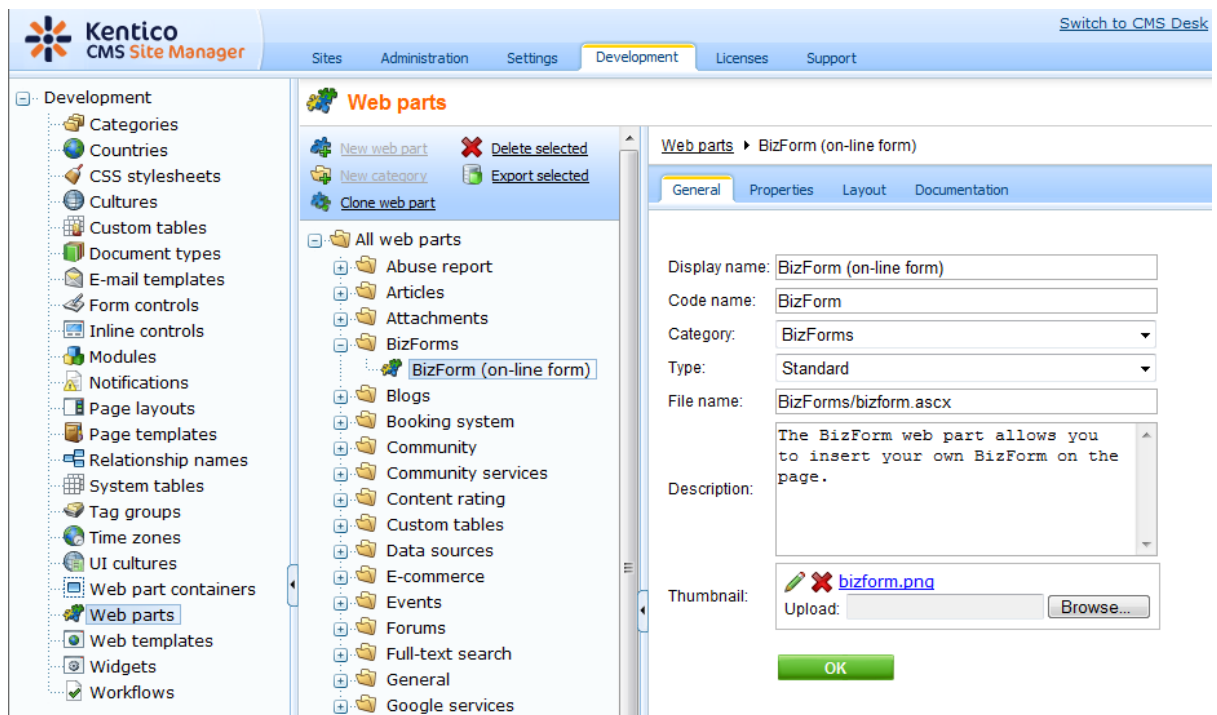 Switch to CMS Desk
Kentico
CMS Site Manager
Sites Administration Settings Development Licenses Support
Development
Categories
Countries
CSS stylesheets
Cultures
Custom tables
Document types
E-mail templates
Form controls
Inline controls
Modules
Notifications
Page layouts
Page templates
Relationship names
System tables
Tag groups
Time zones
UI cultures
Web part containers
Web parts
Web templates
Widgets
Workflows
Web parts
New web part Delete selected
New category Export selected
Clone web part
All web parts
Abuse report
Articles
Attachments
BizForms
BizForm (on-line form)
Blogs
Booking system
Community
Community services
Content rating
Custom tables
Data sources
E-commerce
Events
Forums
Full-text search
General
Google services
Web parts BizForm (on-line form)
General Properties Layout Documentation
Display name: BizForm (on-line form)
Code name: BizForm
Category: BizForms
Type: Standard
File name: BizForms/bizform.ascx
Description: The BizForm web part allows you
to insert your own BizForm on the
page.
Thumbnail: bizform.png
Upload: Browse...
OK